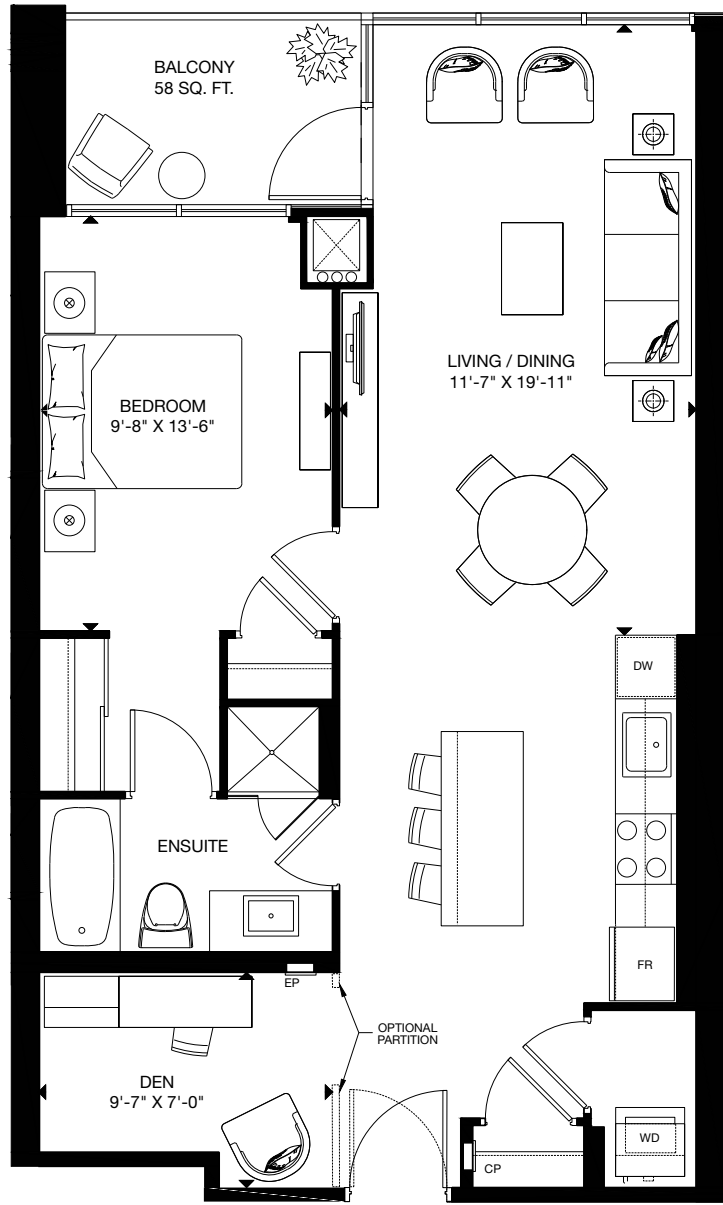 BALCONY
58 SQ. FT.
LIVING / DINING
11'-7" X 19'-11"
BEDROOM
9'-8" X 13'-6"
DW
ENSUITE
FR
EP
OPTIONAL
PARTITION
DEN
9'-7" X 7'-0"
WD
CP